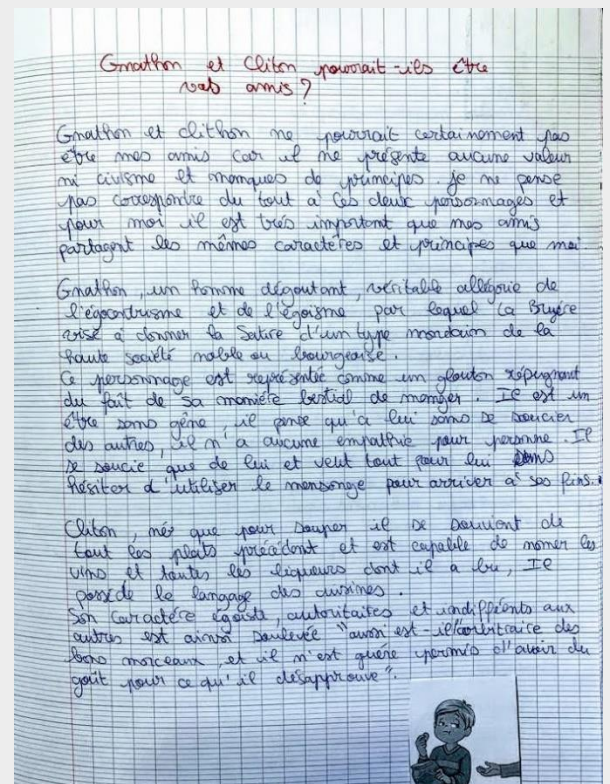 Gnathon et Cliton pourrait-ils être
vos amis ?
Gnathon et clithon ne pourrait certainement pas
être mes amis car il ne présente aucune valeur
ni civisme et manques de principes. je ne pense
pas correspondre du tout a ces deux personnages et
pour moi il est très important que mes amis
partagent les mêmes caractères et principes que moi
Gnathon, un homme dégoutant, véritable allégorie de
l'égocentrisme et de l'égoïsme par lequel La Bruyère
vise a donner la Satire d'un type mondain de la
haute société noble ou bourgeoise.
Ce personnage est représentée comme un glouton répugnant
du fait de sa manière bestial de manger. Il est un
être sans gêne, il pense qu'a lui sans se soucier
des autres, il n'a aucune empathie pour personne. Il
se soucie que de lui et veut tout pour lui sans
hésiter d'utiliser le mensonge pour arriver a ses fins.
Cliton, née que pour souper il se souvient de
tout les plats précédent et est capable de nomer les
vins et toutes les liqueurs dont il a bu, Il
possède le langage des cuisines.
Son caractère égoiste, autoritaires et indifférents aux
autres est ainsi soulevée "aussi est-il l'arbitraire des
bons morceaux, et il n'est guère permis d'avoir du
goût pour ce qu'il désapprouve".